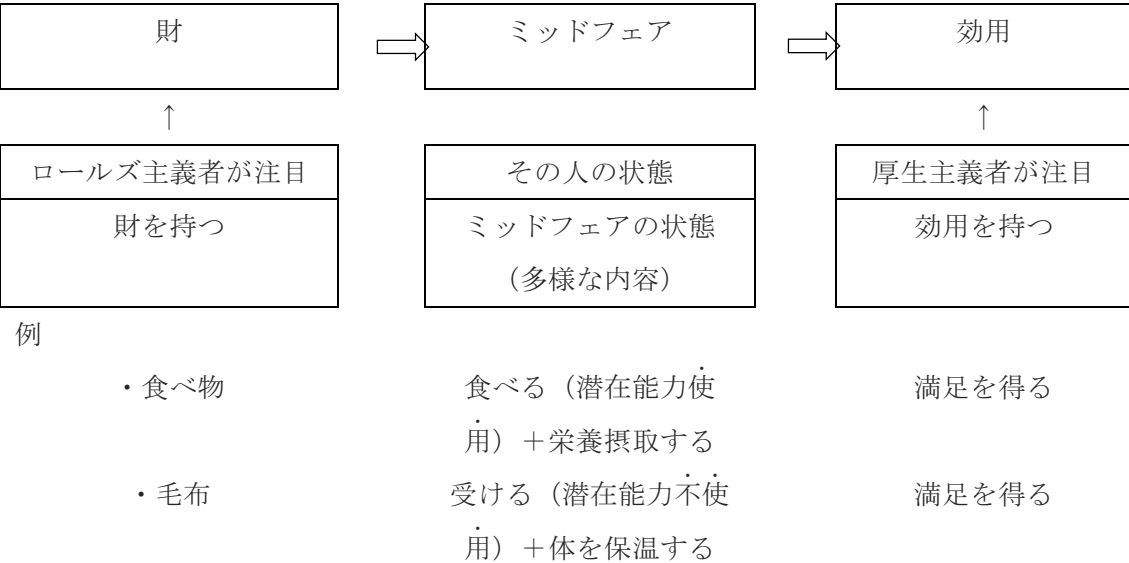 財 ミッドフェア 効用
↑ ↑
ロールズ主義者が注目 その人の状態 厚生主義者が注目
財を持つ ミッドフェアの状態 効用を持つ
（多様な内容）
例
・食べ物 食べる（潜在能力使 満足を得る
用）＋栄養摂取する
・毛布 受ける（潜在能力不使 満足を得る
用）＋体を保温する